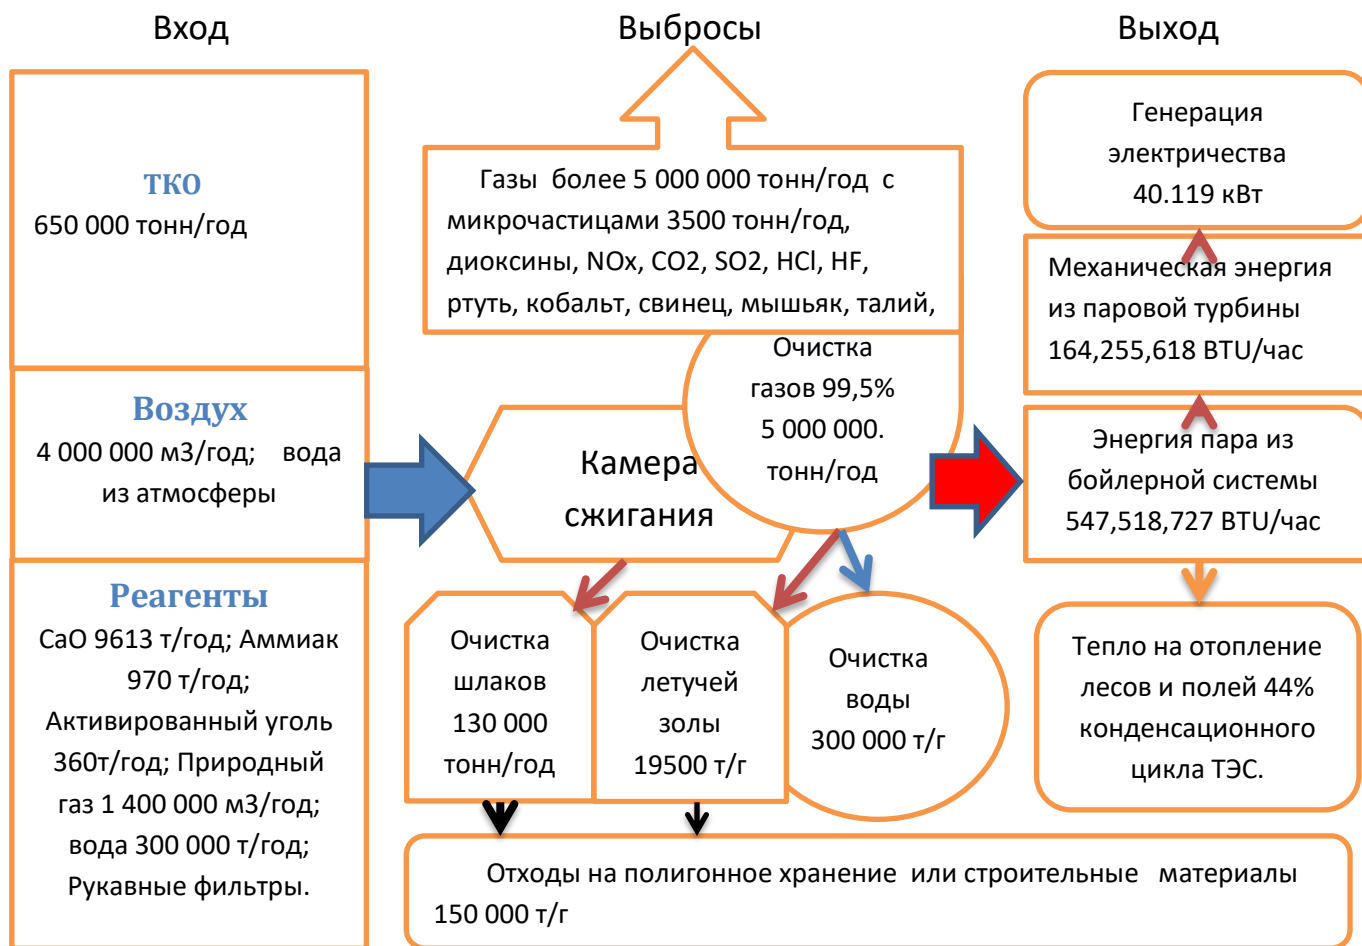 Вход
Выбросы
Выход
ТКО
650 000 тонн/год
Воздух
4 000 000 м3/год; вода
из атмосферы
Реагенты
CaO 9613 т/год; Аммиак
970 т/год;
Активированный уголь
360т/год; Природный
газ 1 400 000 м3/год;
вода 300 000 т/год;
Рукавные фильтры.
Газы более 5 000 000 тонн/год с
микрочастицами 3500 тонн/год,
диоксины, NOx, CO2, SO2, HCl, HF,
ртуть, кобальт, свинец, мышьяк, талий,
Очистка
газов 99,5%
5 000 000.
тонн/год
Камера
сжигания
Очистка
шлаков
130 000
тонн/год
Очистка
летучей
золы
19500 т/г
Очистка
воды
300 000 т/г
Отходы на полигонное хранение или строительные материалы
150 000 т/г
Генерация
электричества
40.119 кВт
Механическая энергия
из паровой турбины
164,255,618 BTU/час
Энергия пара из
бойлерной системы
547,518,727 BTU/час
Тепло на отопление
лесов и полей 44%
конденсационного
цикла ТЭС.